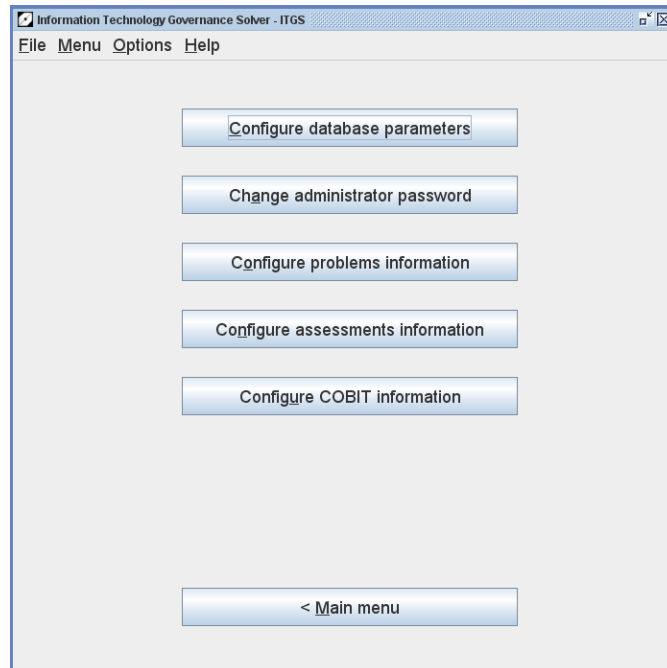 Information Technology Governance Solver - ITGS
File Menu Options Help
Configure database parameters
Change administrator password
Configure problems information
Configure assessments information
Configure COBIT information
< Main menu